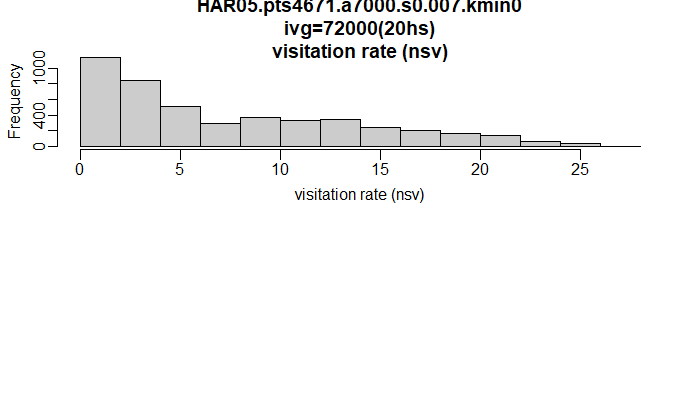 HAR05.pts4671.a7000.s0.007.kmin0
ivg=72000(20hs)
visitation rate (nsv)
Frequency
1000
400
0
0 5 10 15 20 25
visitation rate (nsv)